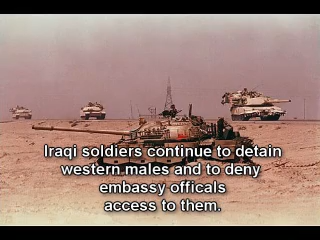 Iraqi soldiers continue to detain
western males and to deny
embassy officals
access to them.